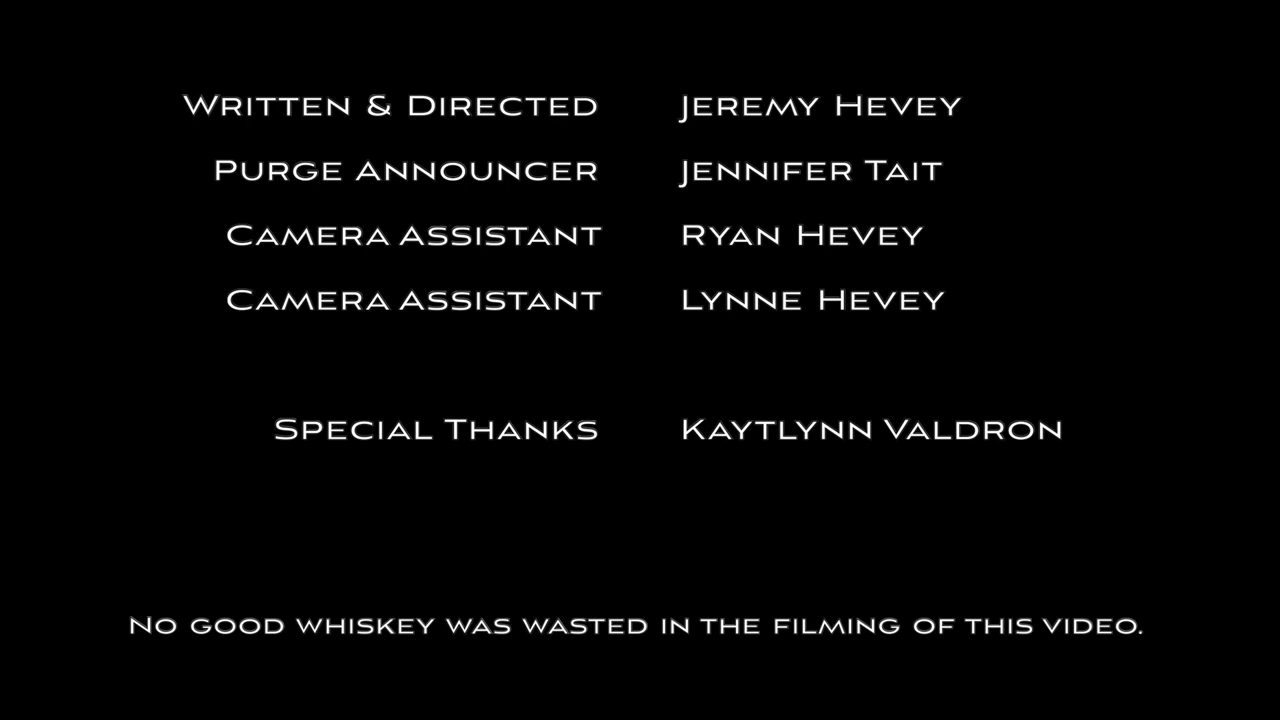 Written & Directed Jeremy Hevey
Purge Announcer Jennifer Tait
Camera Assistant Ryan Hevey
Camera Assistant Lynne Hevey
Special Thanks Kaytlynn Valdron
No good whiskey was wasted in the filming of this video.